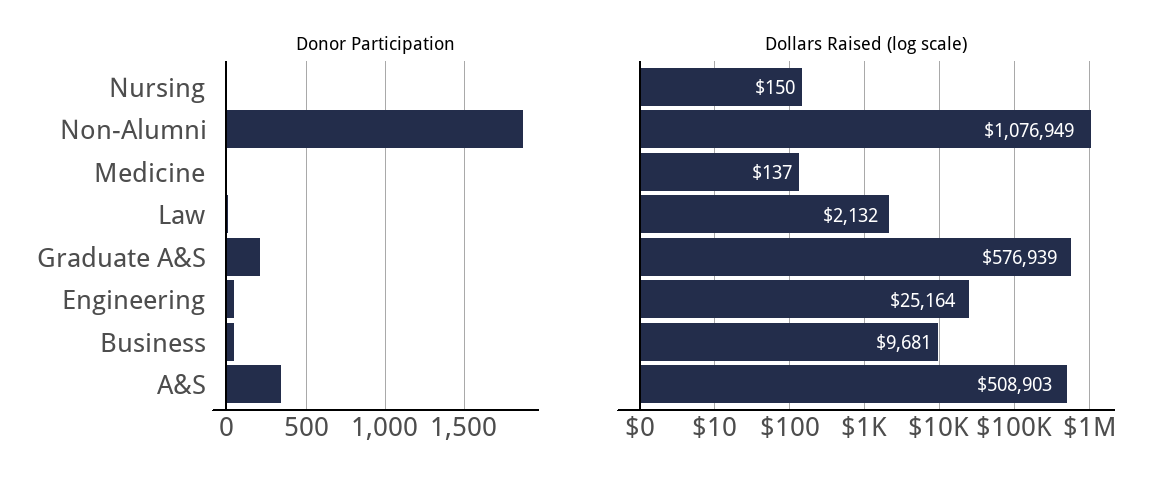 Donor Participation
Dollars Raised (log scale)
Nursing
$150
Non-Alumni
$1,076,949
Medicine
$137
Law
$2,132
Graduate A&S
$576,939
Engineering
$25,164
Business
$9,681
A&S
$508,903
0 500 1,000 1,500
$0 $10 $100 $1K $10K $100K $1M